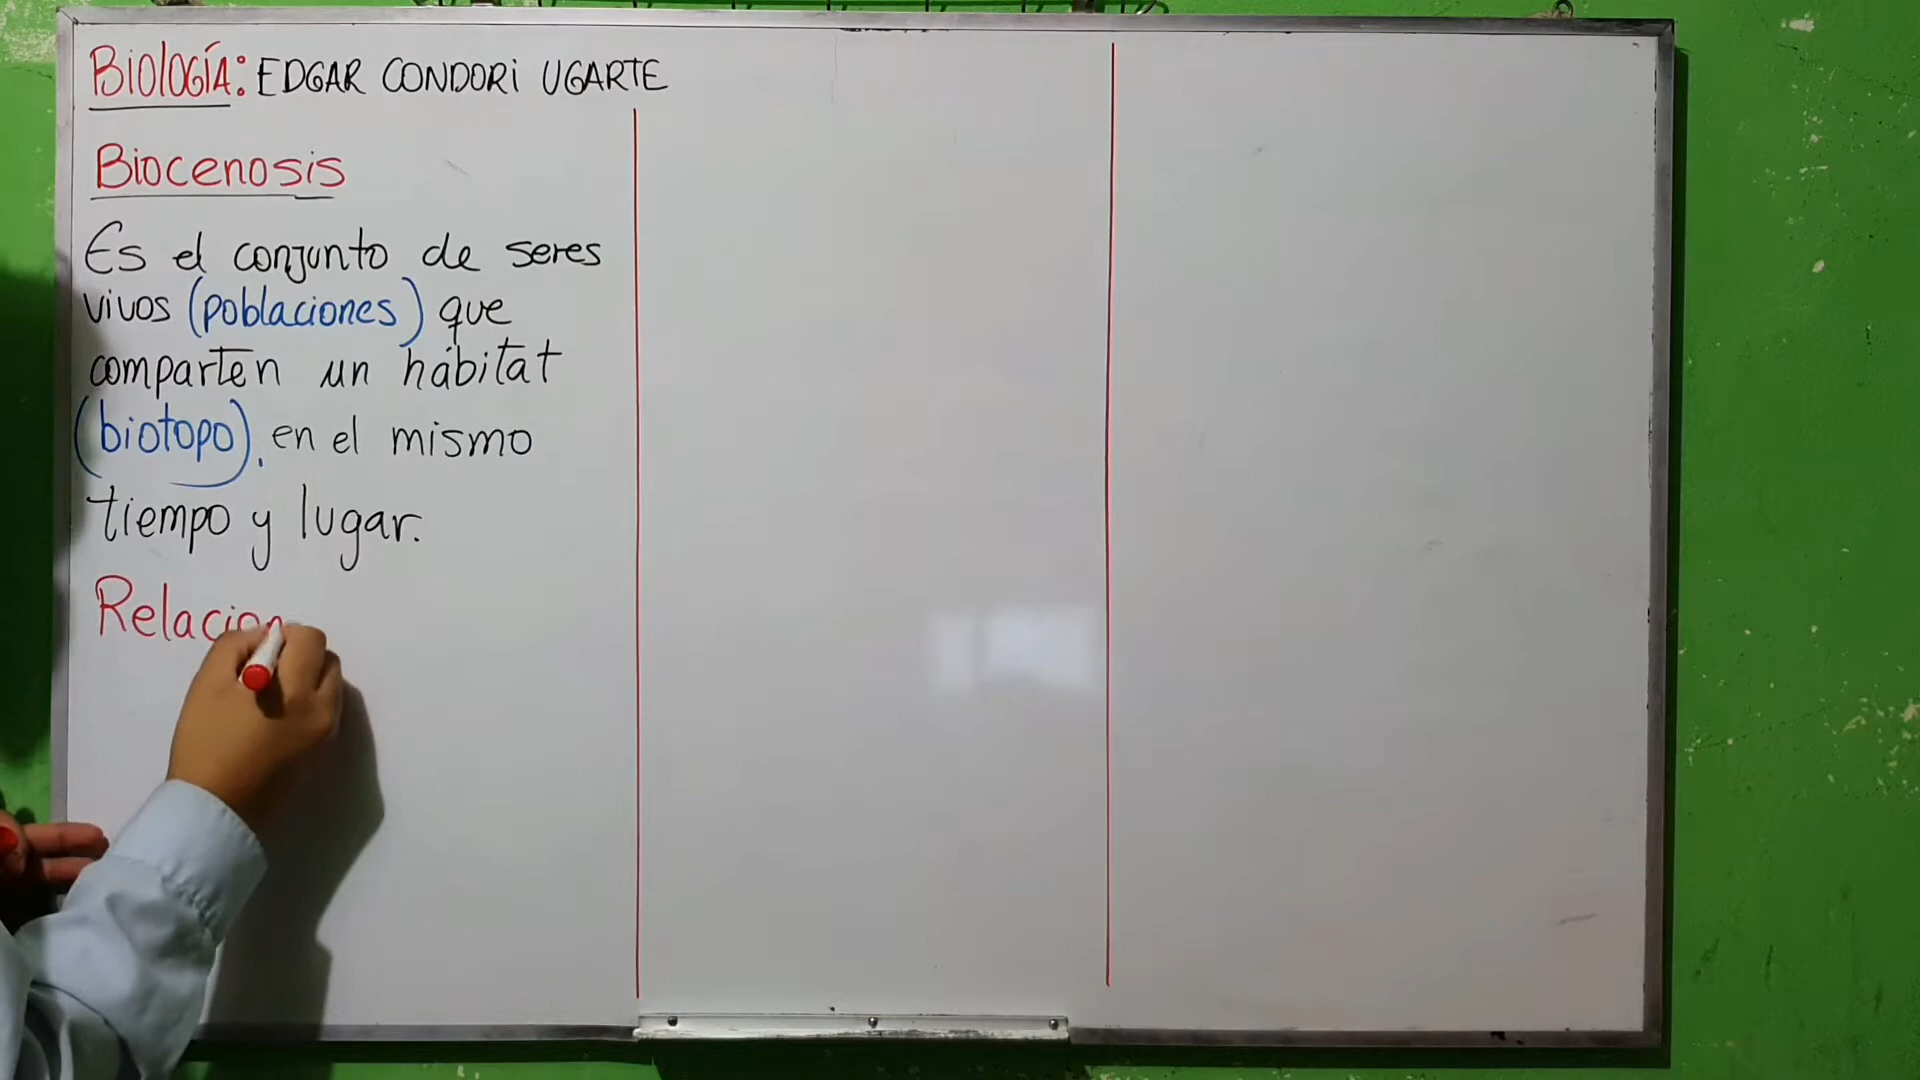 BIOLOGÍA: EDGAR CONDORI UGARTE
Biocenosis
Es el conjunto de seres
vivos (poblaciones) que
comparten un hábitat
(biotopo), en el mismo
tiempo y lugar.
Relacion